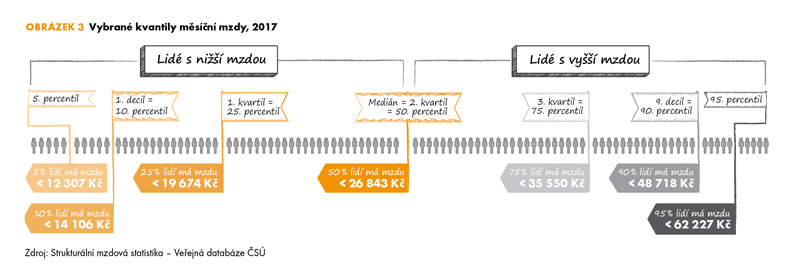 OBRÁZEK 3 Vybrané kvantily měsíční mzdy, 2017
Lidé s nižší mzdou
Lidé s vyšší mzdou
5. percentil
1. decil =
10. percentil
1. kvartil =
25. percentil
Medián = 2. kvartil
= 50. percentil
3. kvartil =
75. percentil
9. decil =
90. percentil
95. percentil
5% lidí má mzdu
< 12 307 Kč
25% lidí má mzdu
< 19 674 Kč
50% lidí má mzdu
< 26 843 Kč
75% lidí má mzdu
< 35 550 Kč
90% lidí má mzdu
< 48 718 Kč
10% lidí má mzdu
< 14 106 Kč
95% lidí má mzdu
< 62 227 Kč
Zdroj: Strukturální mzdová statistika – Veřejná databáze ČSÚ